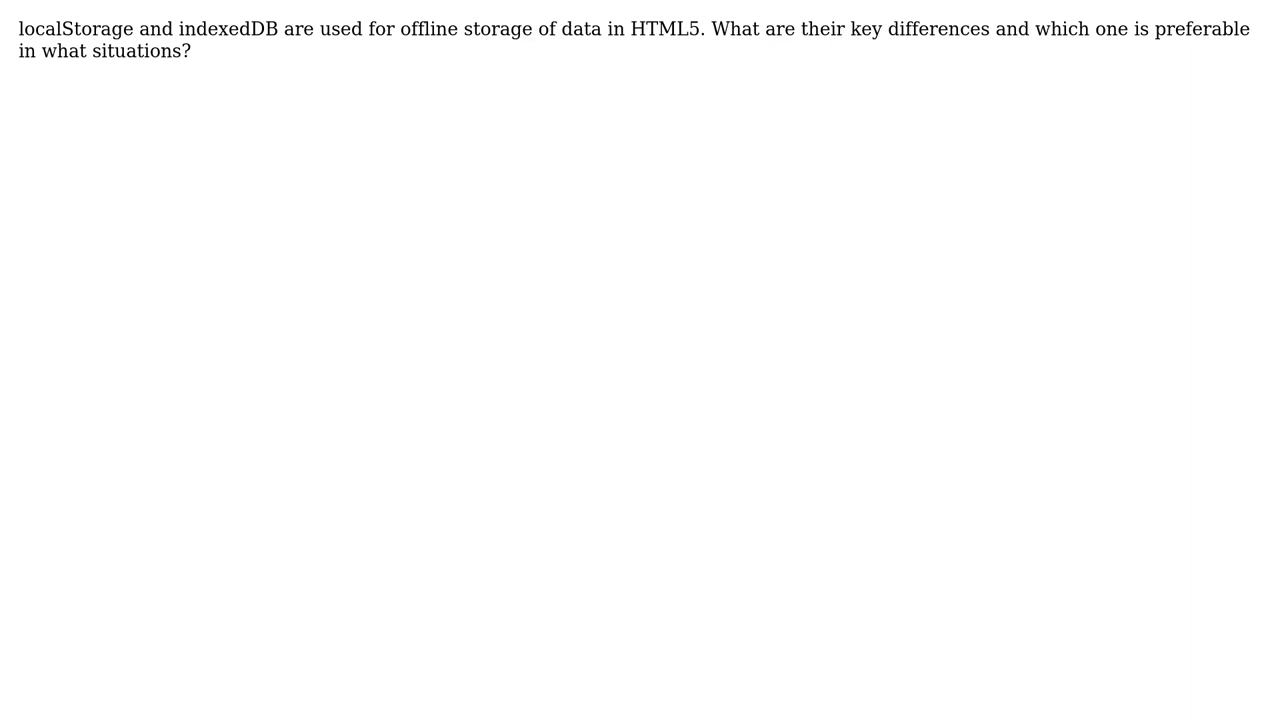 localStorage and indexedDB are used for offline storage of data in HTML5. What are their key differences and which one is preferable
in what situations?